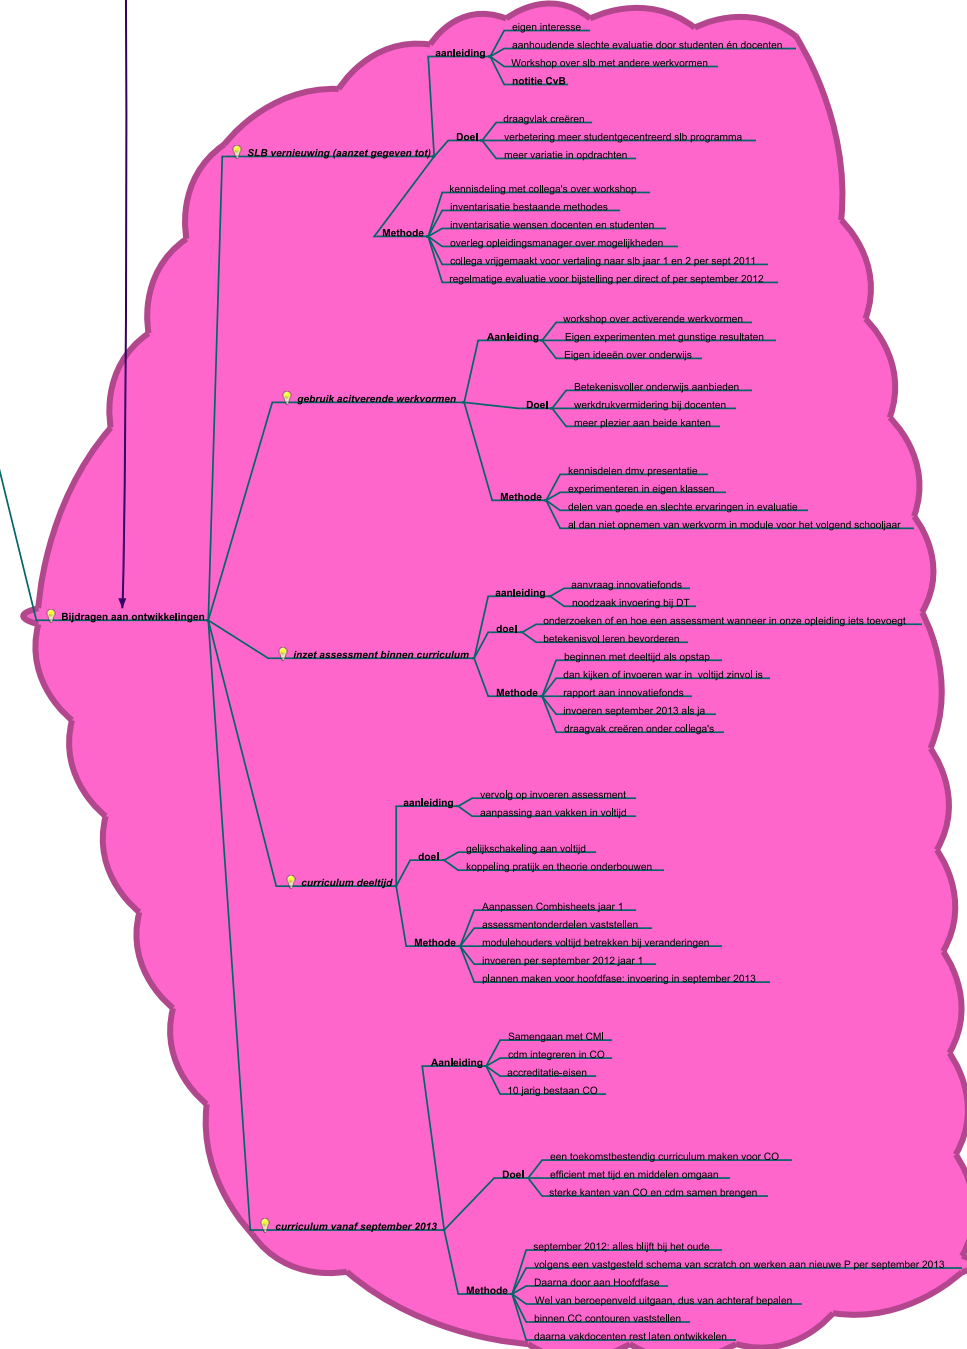 Bijdragen aan ontwikkelingen
SLB vernieuwing (aanzet gegeven tot)
aanleiding
eigen interesse
aanhoudende slechte evaluatie door studenten én docenten
Workshop over slb met andere werkvormen
notitie CvB
Doel
draagvlak creëren
verbetering meer studentgecentreerd slb programma
meer variatie in opdrachten
Methode
kennisdeling met collega's over workshop
inventarisatie bestaande methodes
inventarisatie wensen docenten en studenten
overleg opleidingsmanager over mogelijkheden
collega vrijgemaakt voor vertaling naar slb jaar 1 en 2 per sept 2011
regelmatige evaluatie voor bijstelling per direct of per september 2012
gebruik acitverende werkvormen
Aanleiding
workshop over activerende werkvormen
Eigen experimenten met gunstige resultaten
Eigen ideeën over onderwijs
Doel
Betekenisvoller onderwijs aanbieden
werkdrukvermidering bij docenten
meer plezier aan beide kanten
Methode
kennisdelen dmv presentatie
experimenteren in eigen klassen
delen van goede en slechte ervaringen in evaluatie
al dan niet opnemen van werkvorm in module voor het volgend schooljaar
inzet assessment binnen curriculum
aanleiding
aanvraag innovatiefonds
noodzaak invoering bij DT
doel
onderzoeken of en hoe een assessment wanneer in onze opleiding iets toevoegt
betekenisvol leren bevorderen
Methode
beginnen met deeltijd als opstap
dan kijken of invoeren war in voltijd zinvol is
rapport aan innovatiefonds
invoeren september 2013 als ja
draagvak creëren onder collega's
curriculum deeltijd
aanleiding
vervolg op invoeren assessment
aanpassing aan vakken in voltijd
doel
gelijkschakeling aan voltijd
koppeling pratijk en theorie onderbouwen
Methode
Aanpassen Combisheets jaar 1
assessmentonderdelen vaststellen
modulehouders voltijd betrekken bij veranderingen
invoeren per september 2012 jaar 1
plannen maken voor hoofdfase: invoering in september 2013
curriculum vanaf september 2013
Aanleiding
Samengaan met CMI
cdm integreren in CO
accreditatie-eisen
10 jarig bestaan CO
Doel
een toekomstbestendig curriculum maken voor CO
efficient met tijd en middelen omgaan
sterke kanten van CO en cdm samen brengen
Methode
september 2012: alles blijft bij het oude
volgens een vastgesteld schema van scratch on werken aan nieuwe P per september 2013
Daarna door aan Hoofdfase
Wel van beroepenveld uitgaan, dus van achteraf bepalen
binnen CC contouren vaststellen
daarna vakdocenten rest laten ontwikkelen